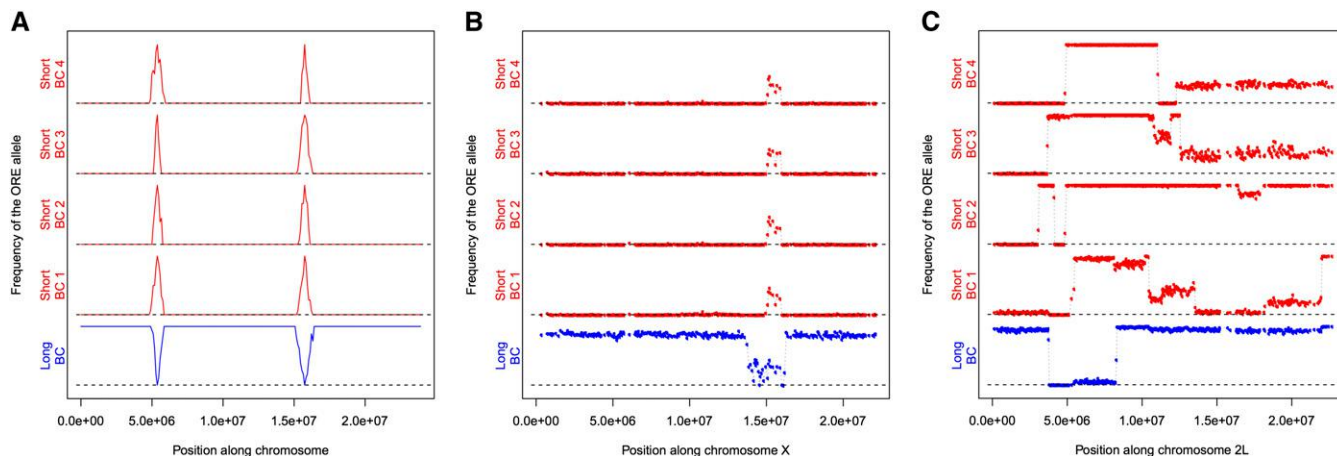 A
Frequency of the ORE allele
Short
BC 4
Short
BC 3
Short
BC 2
Short
BC 1
Long
BC
0.0e+00 5.0e+06 1.0e+07 1.5e+07 2.0e+07
Position along chromosome
B
Frequency of the ORE allele
Short
BC 4
Short
BC 3
Short
BC 2
Short
BC 1
Long
BC
0.0e+00 5.0e+06 1.0e+07 1.5e+07 2.0e+07
Position along chromosome X
C
Frequency of the ORE allele
Short
BC 4
Short
BC 3
Short
BC 2
Short
BC 1
Long
BC
0.0e+00 5.0e+06 1.0e+07 1.5e+07 2.0e+07
Position along chromosome 2L